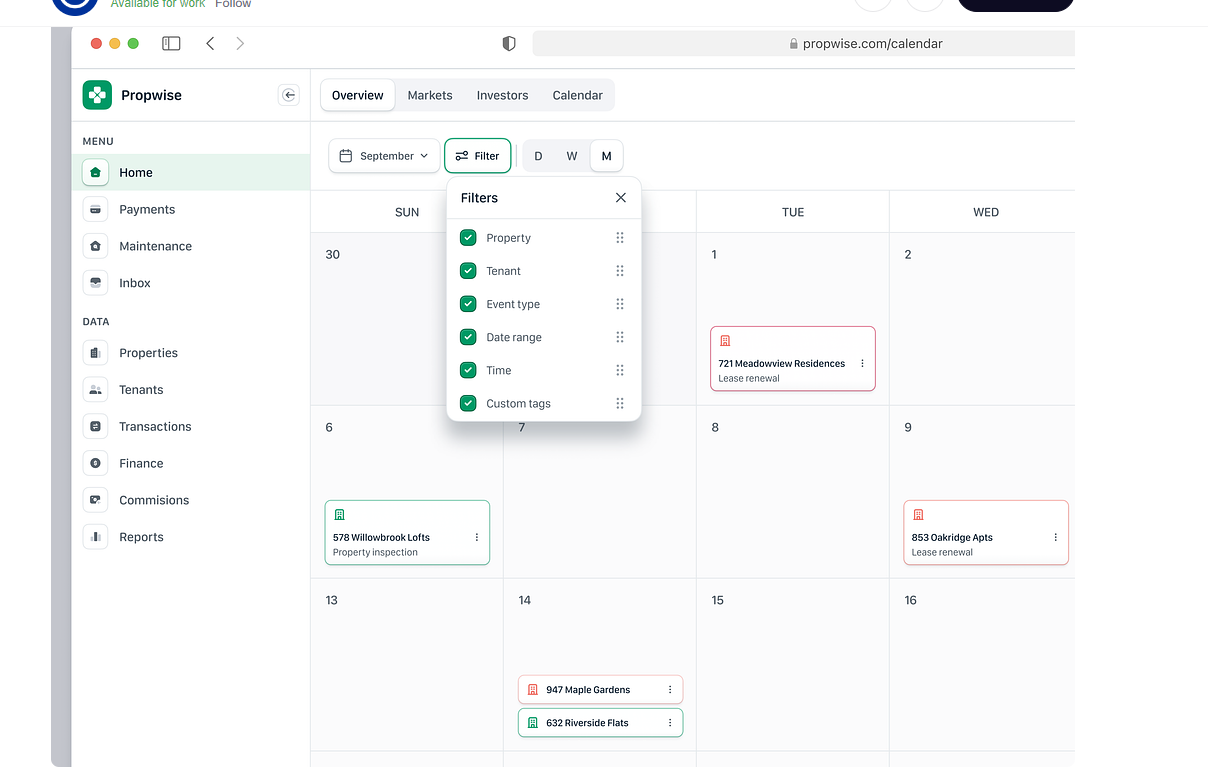 Available for work Follow
propwise.com/calendar
Propwise
Overview Markets Investors Calendar
MENU
Home
Payments
Maintenance
Inbox
DATA
Properties
Tenants
Transactions
Finance
Commisions
Reports
September Filter D W M
Filters
Property
Tenant
Event type
Date range
Time
Custom tags
SUN TUE WED
30 1 2
721 Meadowview Residences
Lease renewal
6 7 8 9
578 Willowbrook Lofts
Property inspection
853 Oakridge Apts
Lease renewal
13 14 15 16
947 Maple Gardens
632 Riverside Flats